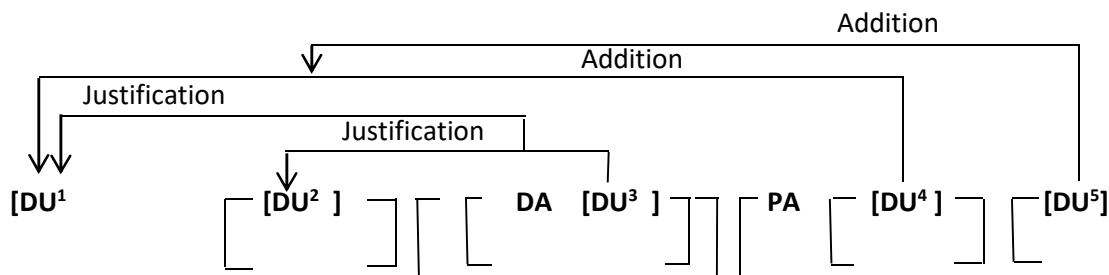 Addition
Addition
Justification
Justification
[DU¹ [DU² ] DA [DU³ ] PA [DU⁴ ] [DU⁵]